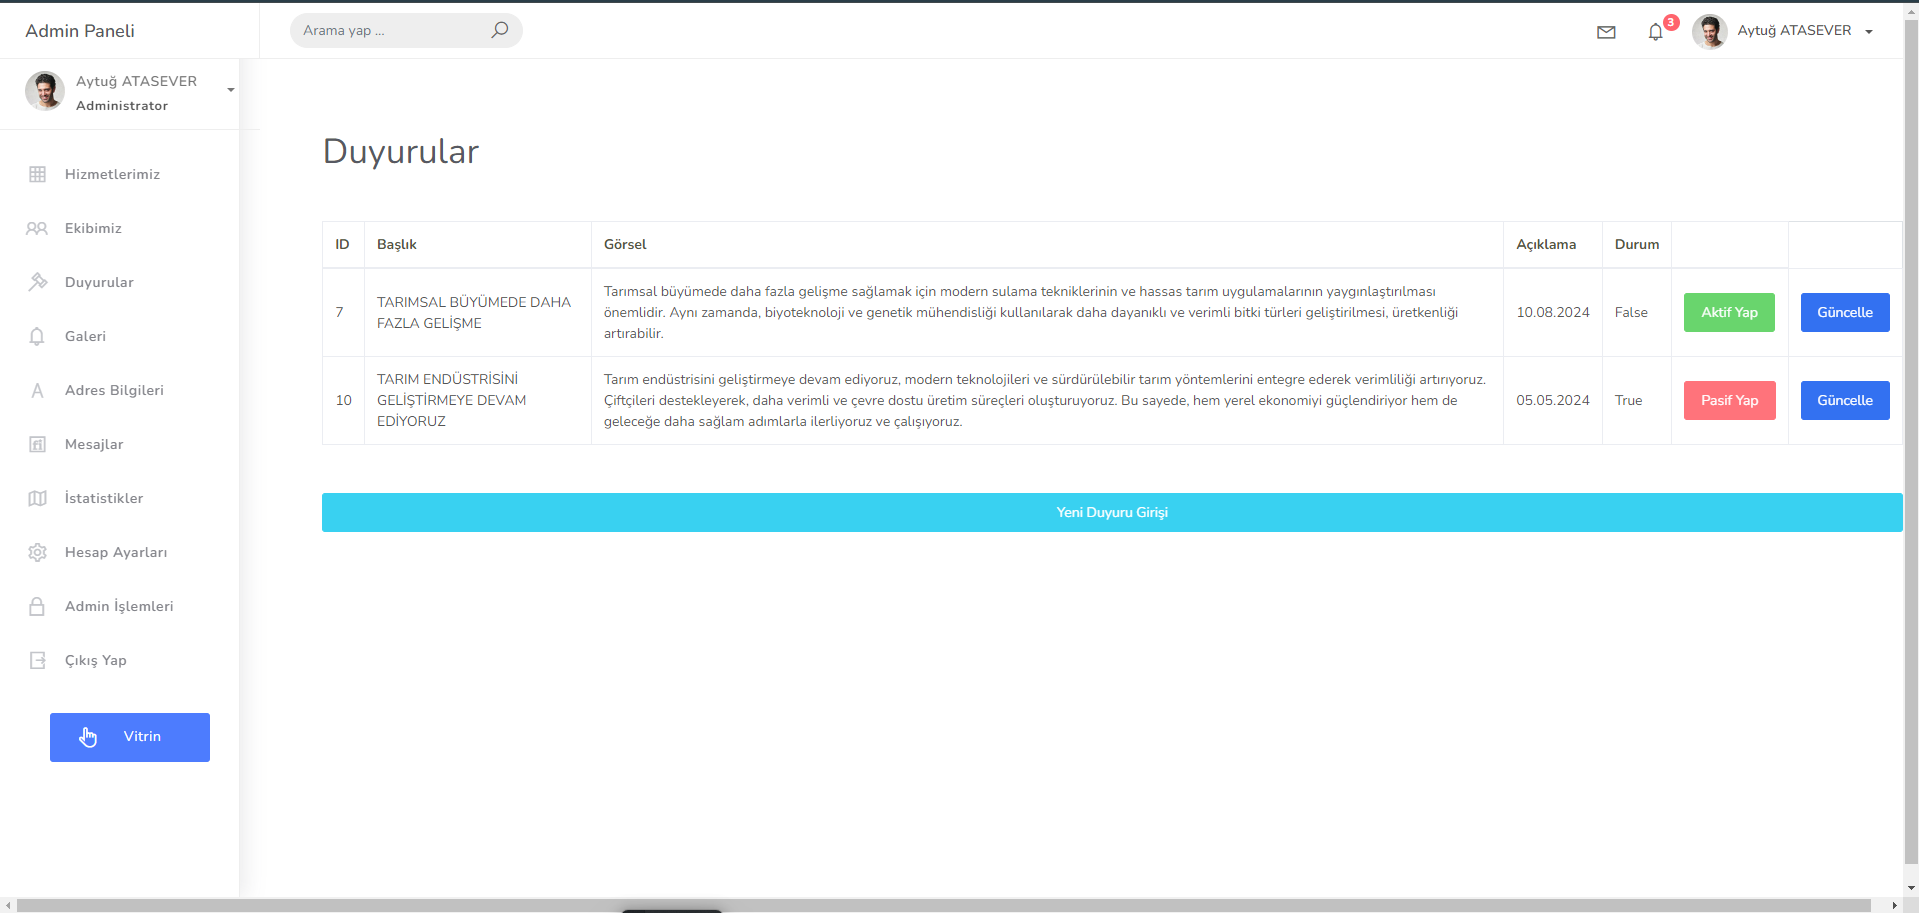 Admin Paneli
Arama yap ...
3
Aytuğ ATASEVER
Aytuğ ATASEVER
Administrator
Hizmetlerimiz
Ekibimiz
Duyurular
Galeri
Adres Bilgileri
Mesajlar
İstatistikler
Hesap Ayarları
Admin İşlemleri
Çıkış Yap
Vitrin
Duyurular
ID Başlık Görsel Açıklama Durum
7
TARIMSAL BÜYÜMEDE DAHA
FAZLA GELİŞME
Tarımsal büyümede daha fazla gelişme sağlamak için modern sulama tekniklerinin ve hassas tarım uygulamalarının yaygınlaştırılması
önemlidir. Aynı zamanda, biyoteknoloji ve genetik mühendisliği kullanılarak daha dayanıklı ve verimli bitki türleri geliştirilmesi, üretkenliği
artırabilir.
10.08.2024
False
Aktif Yap
Güncelle
10
TARIM ENDÜSTRİSİNİ
GELİŞTİRMEYE DEVAM
EDİYORUZ
Tarım endüstrisini geliştirmeye devam ediyoruz, modern teknolojileri ve sürdürülebilir tarım yöntemlerini entegre ederek verimliliği artırıyoruz.
Çiftçileri destekleyerek, daha verimli ve çevre dostu üretim süreçleri oluşturuyoruz. Bu sayede, hem yerel ekonomiyi güçlendiriyor hem de
geleceğe daha sağlam adımlarla ilerliyoruz ve çalışıyoruz.
05.05.2024
True
Pasif Yap
Güncelle
Yeni Duyuru Girişi